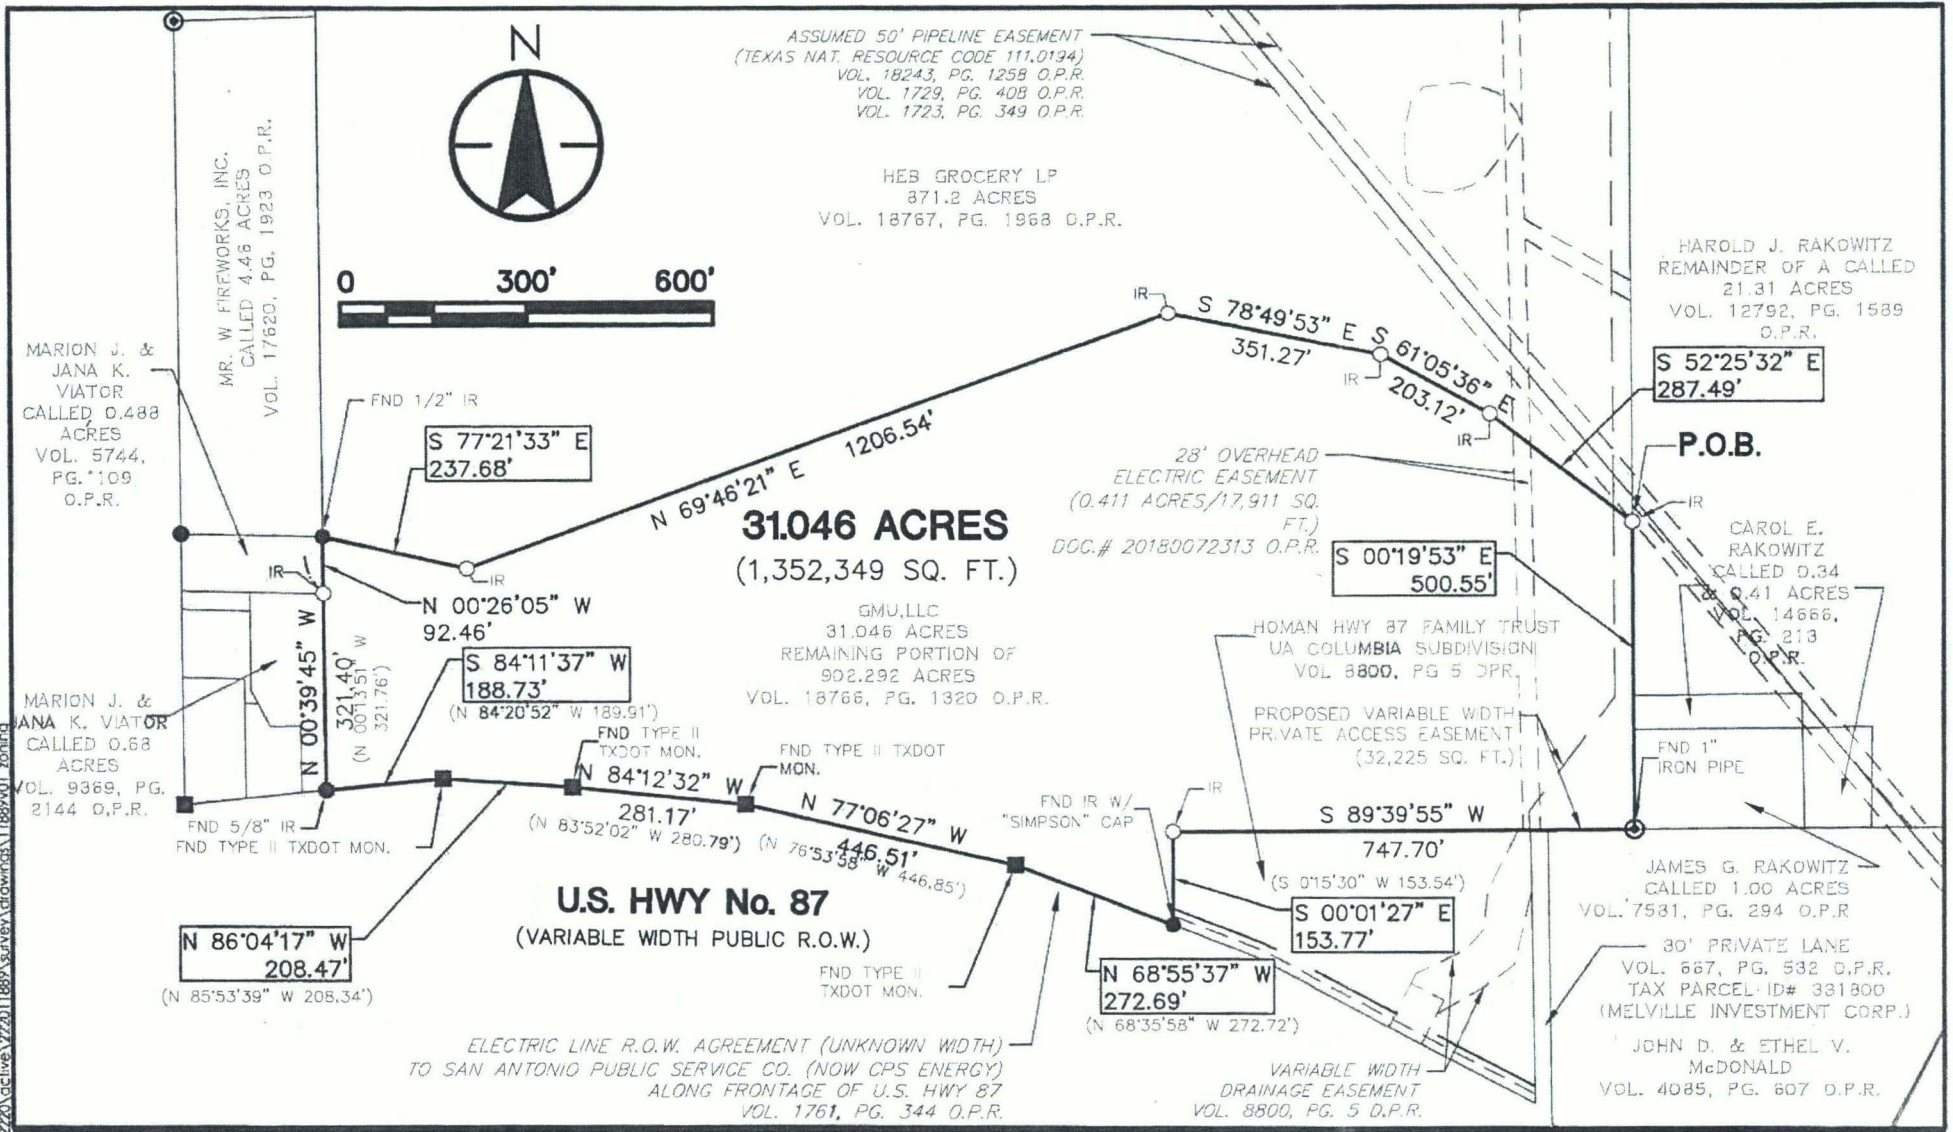 N
0 300' 600'
ASSUMED 50' PIPELINE EASEMENT
(TEXAS NAT. RESOURCE CODE 111.0194)
VOL. 18243, PG. 1258 O.P.R.
VOL. 1729, PG. 408 O.P.R.
VOL. 1723, PG. 349 O.P.R.
HEB GROCERY LP
871.2 ACRES
VOL. 18767, PG. 1968 O.P.R.
MR. W FIREWORKS, INC.
CALLED 4.46 ACRES
VOL. 17620, PG. 1923 O.P.R.
HAROLD J. RAKOWITZ
REMAINDER OF A CALLED
21.31 ACRES
VOL. 12792, PG. 1589
O.P.R.
MARION J. &
JANA K.
VIATOR
CALLED 0.488
ACRES
VOL. 5744,
PG. 109
O.P.R.
FND 1/2" IR
S 77°21'33" E
237.68'
IR
N 69°46'21" E 1206.54'
IR
S 78°49'53" E
351.27'
IR
S 61°05'36" E
203.12'
IR
S 52°25'32" E
287.49'
P.O.B.
IR
28' OVERHEAD
ELECTRIC EASEMENT
(0.411 ACRES/17,911 SQ.
FT.)
DOC.# 20180072313 O.P.R.
31.046 ACRES
(1,352,349 SQ. FT.)
GMU,LLC
31.046 ACRES
REMAINING PORTION OF
902.292 ACRES
VOL. 18766, PG. 1320 O.P.R.
S 00°19'53" E
500.55'
CAROL E.
RAKOWITZ
CALLED 0.34
& 0.41 ACRES
VOL. 14666,
PG. 213
O.P.R.
IR
N 00°26'05" W
92.46'
N 00°39'45" W
321.40'
(N 00°13'51" W
321.76')
S 84°11'37" W
188.73'
(N 84°20'52" W 189.91')
HOMAN HWY 87 FAMILY TRUST
UA COLUMBIA SUBDIVISION
VOL 8800, PG 5 DPR.
PROPOSED VARIABLE WIDTH
PRIVATE ACCESS EASEMENT
(32,225 SQ. FT.)
MARION J. &
JANA K. VIATOR
CALLED 0.68
ACRES
VOL. 9369, PG.
2144 O.P.R.
FND TYPE II
TXDOT MON.
FND TYPE II TXDOT
MON.
FND 1"
IRON PIPE
FND 5/8" IR
FND TYPE II TXDOT MON.
N 84°12'32" W
281.17'
(N 83°52'02" W 280.79')
N 77°06'27" W
446.51'
(N 76°53'58" W 446.85')
FND IR W/
"SIMPSON" CAP
IR
S 89°39'55" W
747.70'
(S 0°15'30" W 153.54')
S 00°01'27" E
153.77'
JAMES G. RAKOWITZ
CALLED 1.00 ACRES
VOL. 7581, PG. 294 O.P.R
U.S. HWY No. 87
(VARIABLE WIDTH PUBLIC R.O.W.)
N 86°04'17" W
208.47'
(N 85°53'39" W 208.34')
FND TYPE II
TXDOT MON.
N 68°55'37" W
272.69'
(N 68°35'58" W 272.72')
30' PRIVATE LANE
VOL. 667, PG. 532 O.P.R.
TAX PARCEL ID# 331800
(MELVILLE INVESTMENT CORP.)
JOHN D. & ETHEL V.
McDONALD
VOL. 4085, PG. 607 O.P.R.
ELECTRIC LINE R.O.W. AGREEMENT (UNKNOWN WIDTH)
TO SAN ANTONIO PUBLIC SERVICE CO. (NOW CPS ENERGY)
ALONG FRONTAGE OF U.S. HWY 87
VOL. 1761, PG. 344 O.P.R.
VARIABLE WIDTH
DRAINAGE EASEMENT
VOL. 8800, PG. 5 D.P.R.